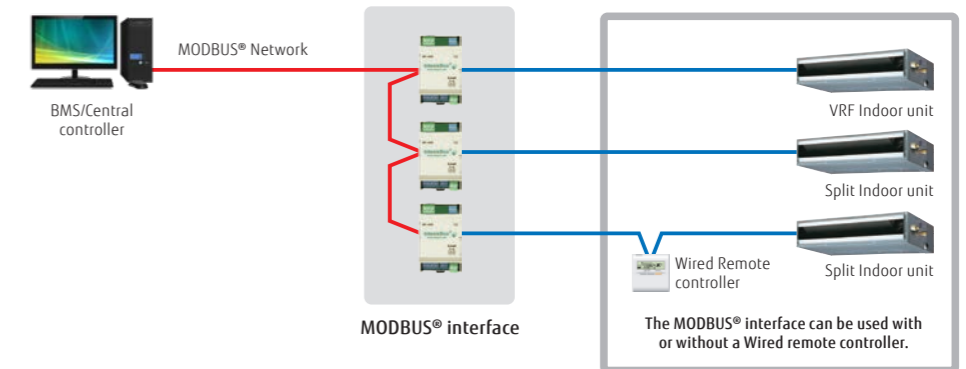 MODBUS® Network
BMS/Central
controller
VRF Indoor unit
Split Indoor unit
Wired Remote
controller
Split Indoor unit
MODBUS® interface
The MODBUS® interface can be used with
or without a Wired remote controller.